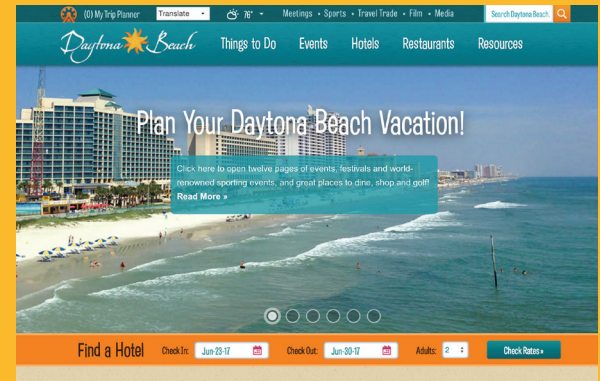 (0) My Trip Planner Translate 76° Meetings • Sports • Travel Trade • Film • Media Search Daytona Beach.
Daytona Beach Things to Do Events Hotels Restaurants Resources
Plan Your Daytona Beach Vacation!
Click here to open twelve pages of events, festivals and world-
renowned sporting events, and great places to dine, shop and golf!
Read More »
Find a Hotel Check In: Jun-23-17 Check Out: Jun-30-17 Adults: 2 Check Rates »